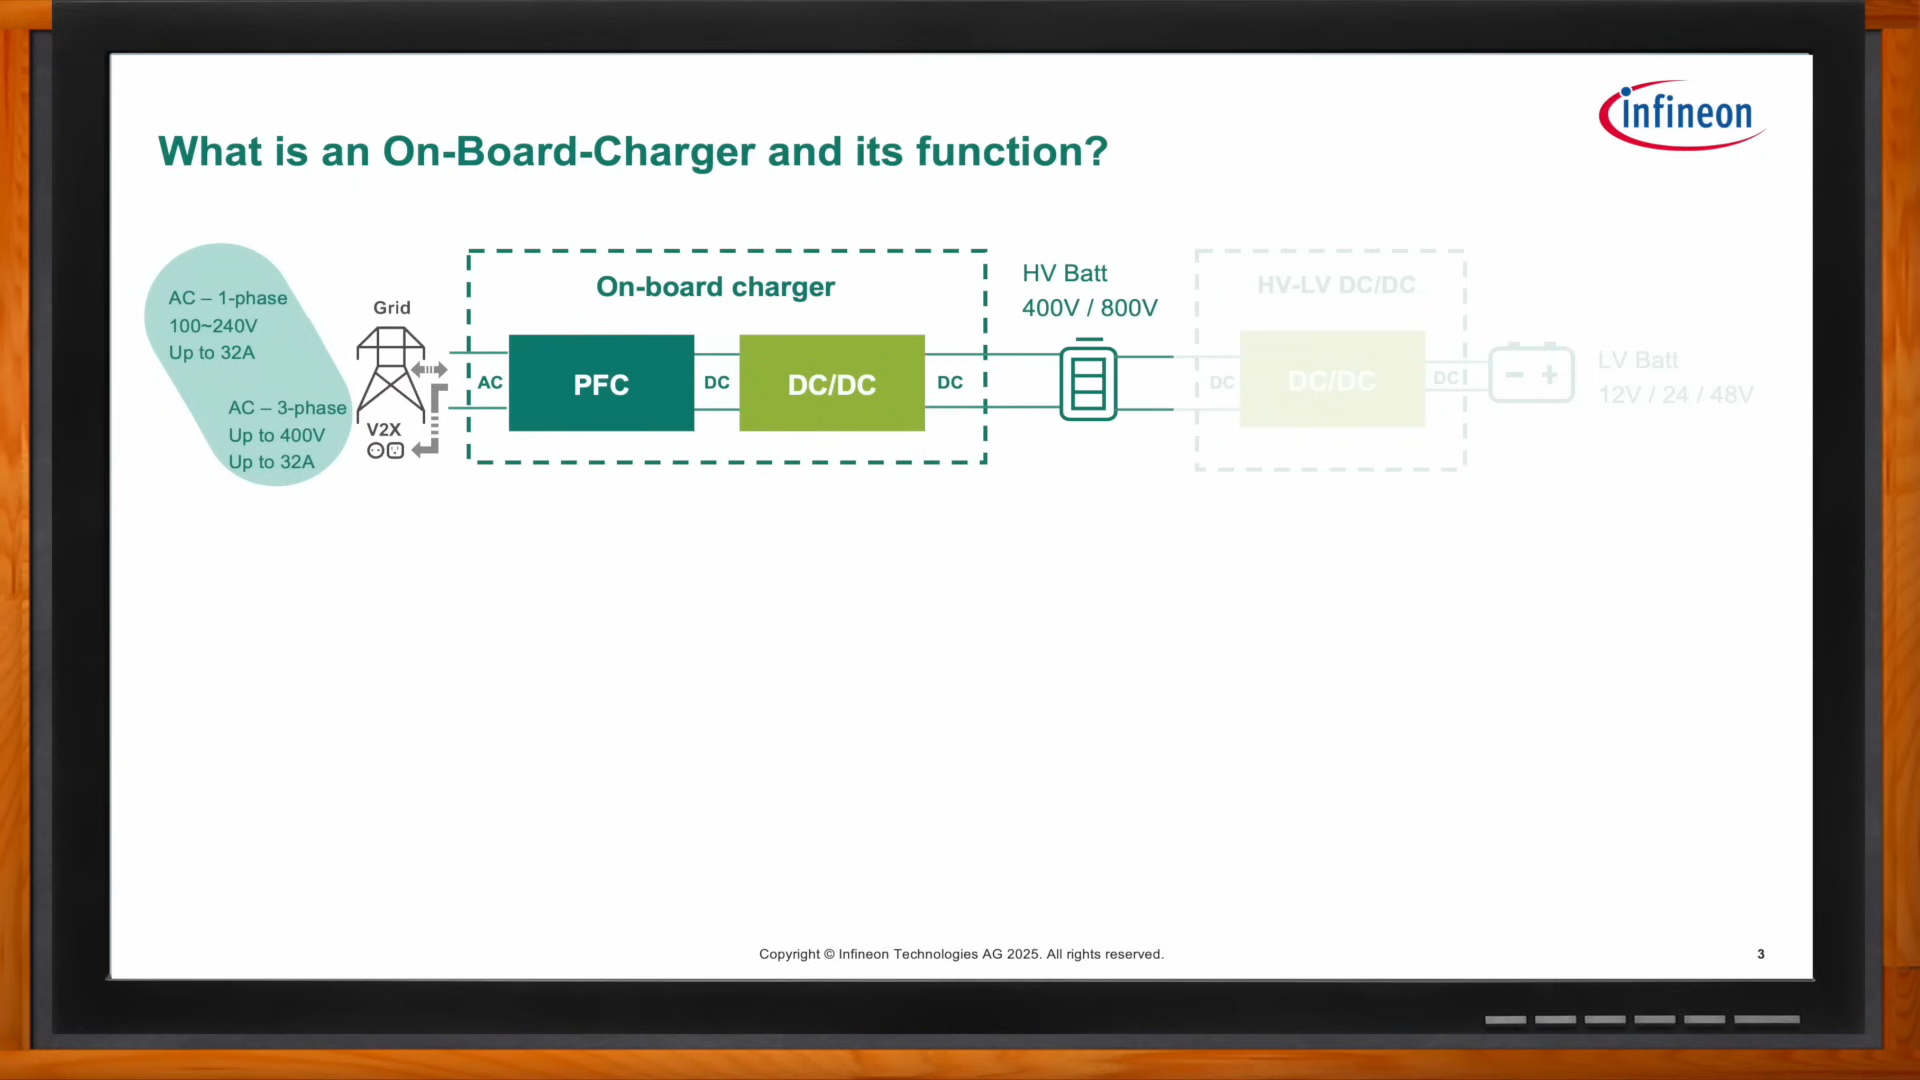 infineon
What is an On-Board-Charger and its function?
AC – 1-phase
100~240V
Up to 32A
AC – 3-phase
Up to 400V
Up to 32A
Grid
V2X
On-board charger
AC
PFC
DC
DC/DC
DC
HV Batt
400V / 800V
HV-LV DC/DC
DC
DC/DC
DC
LV Batt
12V / 24 / 48V
Copyright © Infineon Technologies AG 2025. All rights reserved.
3